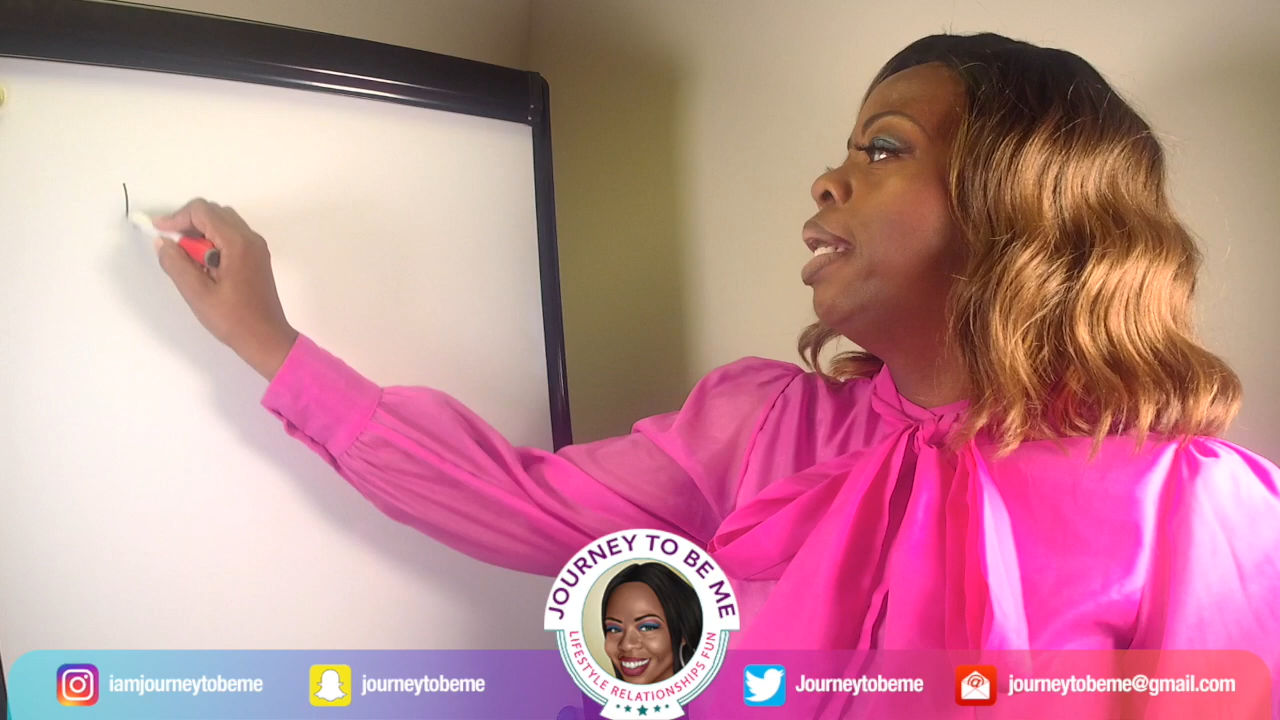 JOURNEY TO BE ME
LIFESTYLE RELATIONSHIPS FUN
iamjourneytobeme
journeytobeme
Journeytobeme
journeytobeme@gmail.com